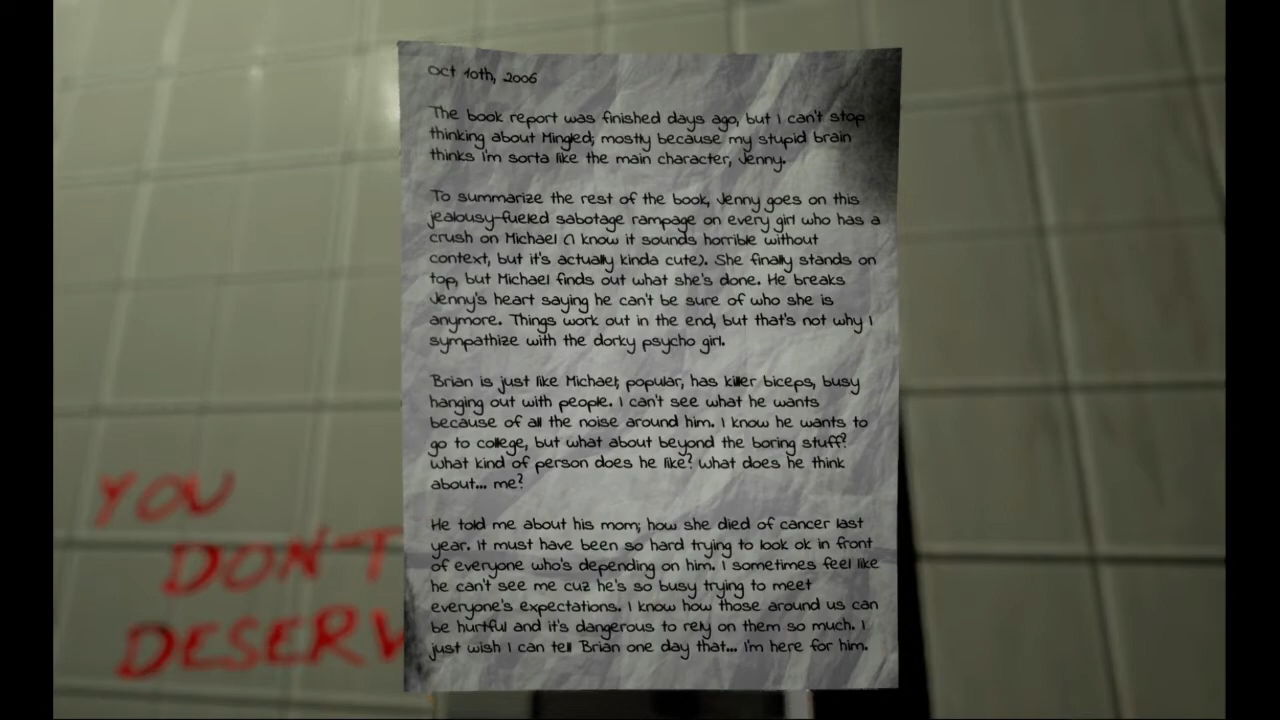 Oct 10th, 2006
The book report was finished days ago, but I can't stop
thinking about Mingled; mostly because my stupid brain
thinks I'm sorta like the main character, Jenny.
To summarize the rest of the book, Jenny goes on this
jealousy-fueled sabotage rampage on every girl who has a
crush on Michael (I know it sounds horrible without
context, but it's actually kinda cute). She finally stands on
top, but Michael finds out what she's done. He breaks
Jenny's heart saying he can't be sure of who she is
anymore. Things work out in the end, but that's not why I
sympathize with the dorky psycho girl.
Brian is just like Michael; popular, has killer biceps, busy
hanging out with people. I can't see what he wants
because of all the noise around him. I know he wants to
go to college, but what about beyond the boring stuff?
What kind of person does he like? What does he think
about... me?
He told me about his mom; how she died of cancer last
year. It must have been so hard trying to look ok in front
of everyone who's depending on him. I sometimes feel like
he can't see me cuz he's so busy trying to meet
everyone's expectations. I know how those around us can
be hurtful and it's dangerous to rely on them so much. I
just wish I can tell Brian one day that... I'm here for him.
YOU
DON'T
DESERV